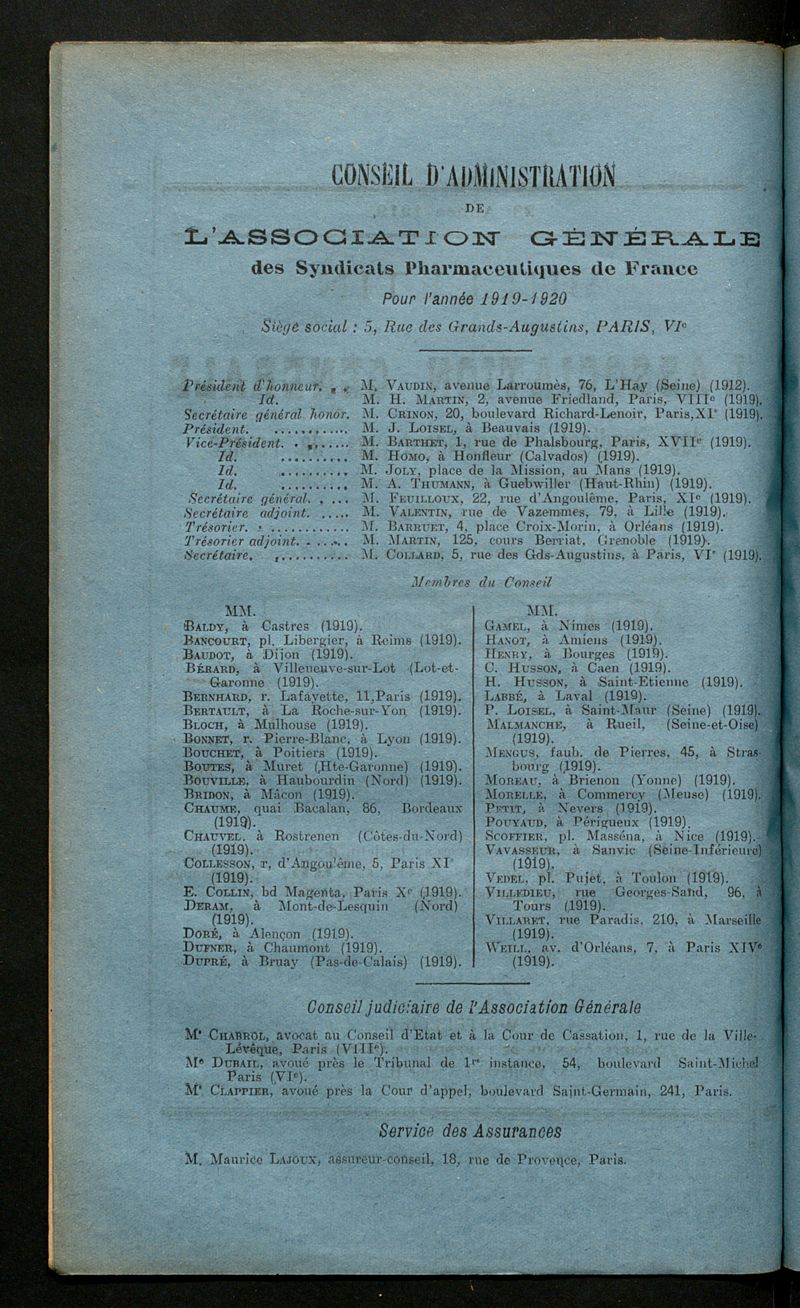 CONSEIL D'ADMINISTRATION
DE
L'ASSOCIATION GÉNÉRALE
des Syndicats Pharmaceutiques de France
Pour l'année 1919-1920
Siège social : 5, Rue des Grands-Augustins, PARIS, VIe
Président d'honneur. M. VAUDIN, avenue Larroumès, 76, L'Hay (Seine) (1912).
Id. M. H. MARTIN, 2, avenue Friedland, Paris, VIIIe (1919).
Secrétaire général honor. M. CRINON, 20, boulevard Richard-Lenoir, Paris, XIe (1919).
Président. ........... M. J. LOISEL, à Beauvais (1919).
Vice-Président. ....... M. BARTHET, 1, rue de Phalsbourg, Paris, XVIIe (1919).
Id. .......... M. HOMO, à Honfleur (Calvados) (1919).
Id. .......... M. JOLY, place de la Mission, au Mans (1919).
Id. .......... M. A. THUMANN, à Guebwiller (Haut-Rhin) (1919).
Secrétaire général. .... M. FEUILLOUX, 22, rue d'Angoulême, Paris, XIe (1919).
Secrétaire adjoint. ..... M. VALENTIN, rue de Vazemmes, 79, à Lille (1919).
Trésorier. ............. M. BARRUET, 4, place Croix-Morin, à Orléans (1919).
Trésorier adjoint. ...... M. MARTIN, 125, cours Berriat, Grenoble (1919).
Secrétaire. ........... M. COLLARD, 5, rue des Gds-Augustins, à Paris, VIe (1919).
Membres du Conseil
MM.
BALDY, à Castres (1919).
BANCOURT, pl. Libergier, à Reims (1919).
BAUDOT, à Dijon (1919).
BÉRARD, à Villeneuve-sur-Lot (Lot-et-
Garonne (1919).
BERNHARD, r. Lafayette, 11, Paris (1919).
BERTAULT, à La Roche-sur-Yon (1919).
BLOCH, à Mulhouse (1919).
BONNET, r. Pierre-Blanc, à Lyon (1919).
BOUCHET, à Poitiers (1919).
BOUTES, à Muret (Hte-Garonne) (1919).
BOUVILLE, à Haubourdin (Nord) (1919).
BRIDON, à Mâcon (1919).
CHAUME, quai Bacalan, 86, Bordeaux
(1919).
CHAUVEL, à Rostrenen (Côtes-du-Nord)
(1919).
COLLESSON, r. d'Angoulême, 5, Paris XIe
(1919).
E. COLLIN, bd Magenta, Paris Xe (1919).
DERAM, à Mont-de-Lesquin (Nord)
(1919).
DORÉ, à Alençon (1919).
DUFNER, à Chaumont (1919).
DUPRÉ, à Bruay (Pas-de-Calais) (1919).
MM.
GAMEL, à Nimes (1919).
HANOT, à Amiens (1919).
HENRY, à Bourges (1919).
C. HUSSON, à Caen (1919).
H. HUSSON, à Saint-Etienne (1919).
LABBÉ, à Laval (1919).
P. LOISEL, à Saint-Maur (Seine) (1919).
MALMANCHE, à Rueil, (Seine-et-Oise)
(1919).
MENGUS, faub. de Pierres, 45, à Stras-
bourg (1919).
MOREAU, à Brienon (Yonne) (1919).
MORELLE, à Commercy (Meuse) (1919).
PETIT, à Nevers (1919).
POUYAUD, à Périgueux (1919).
SCOFFIER, pl. Masséna, à Nice (1919).
VAVASSEUR, à Sanvic (Seine-Inférieure)
(1919).
VEDEL, pl. Pujet, à Toulon (1919).
VILLEDIEU, rue Georges-Sand, 96, à
Tours (1919).
VILLARET, rue Paradis, 210, à Marseille
(1919).
WEILL, av. d'Orléans, 7, à Paris XIVe
(1919).
Conseil judiciaire de l'Association Générale
Me CHABROL, avocat au Conseil d'Etat et à la Cour de Cassation, 1, rue de la Ville-
Lévêque, Paris (VIIIe).
Me DUBAIL, avoué près le Tribunal de 1re instance, 54, boulevard Saint-Michel
Paris (VIe).
Me CLAPPIER, avoué près la Cour d'appel, boulevard Saint-Germain, 241, Paris.
Service des Assurances
M. Maurice LAJOUX, assureur-conseil, 18, rue de Provence, Paris.